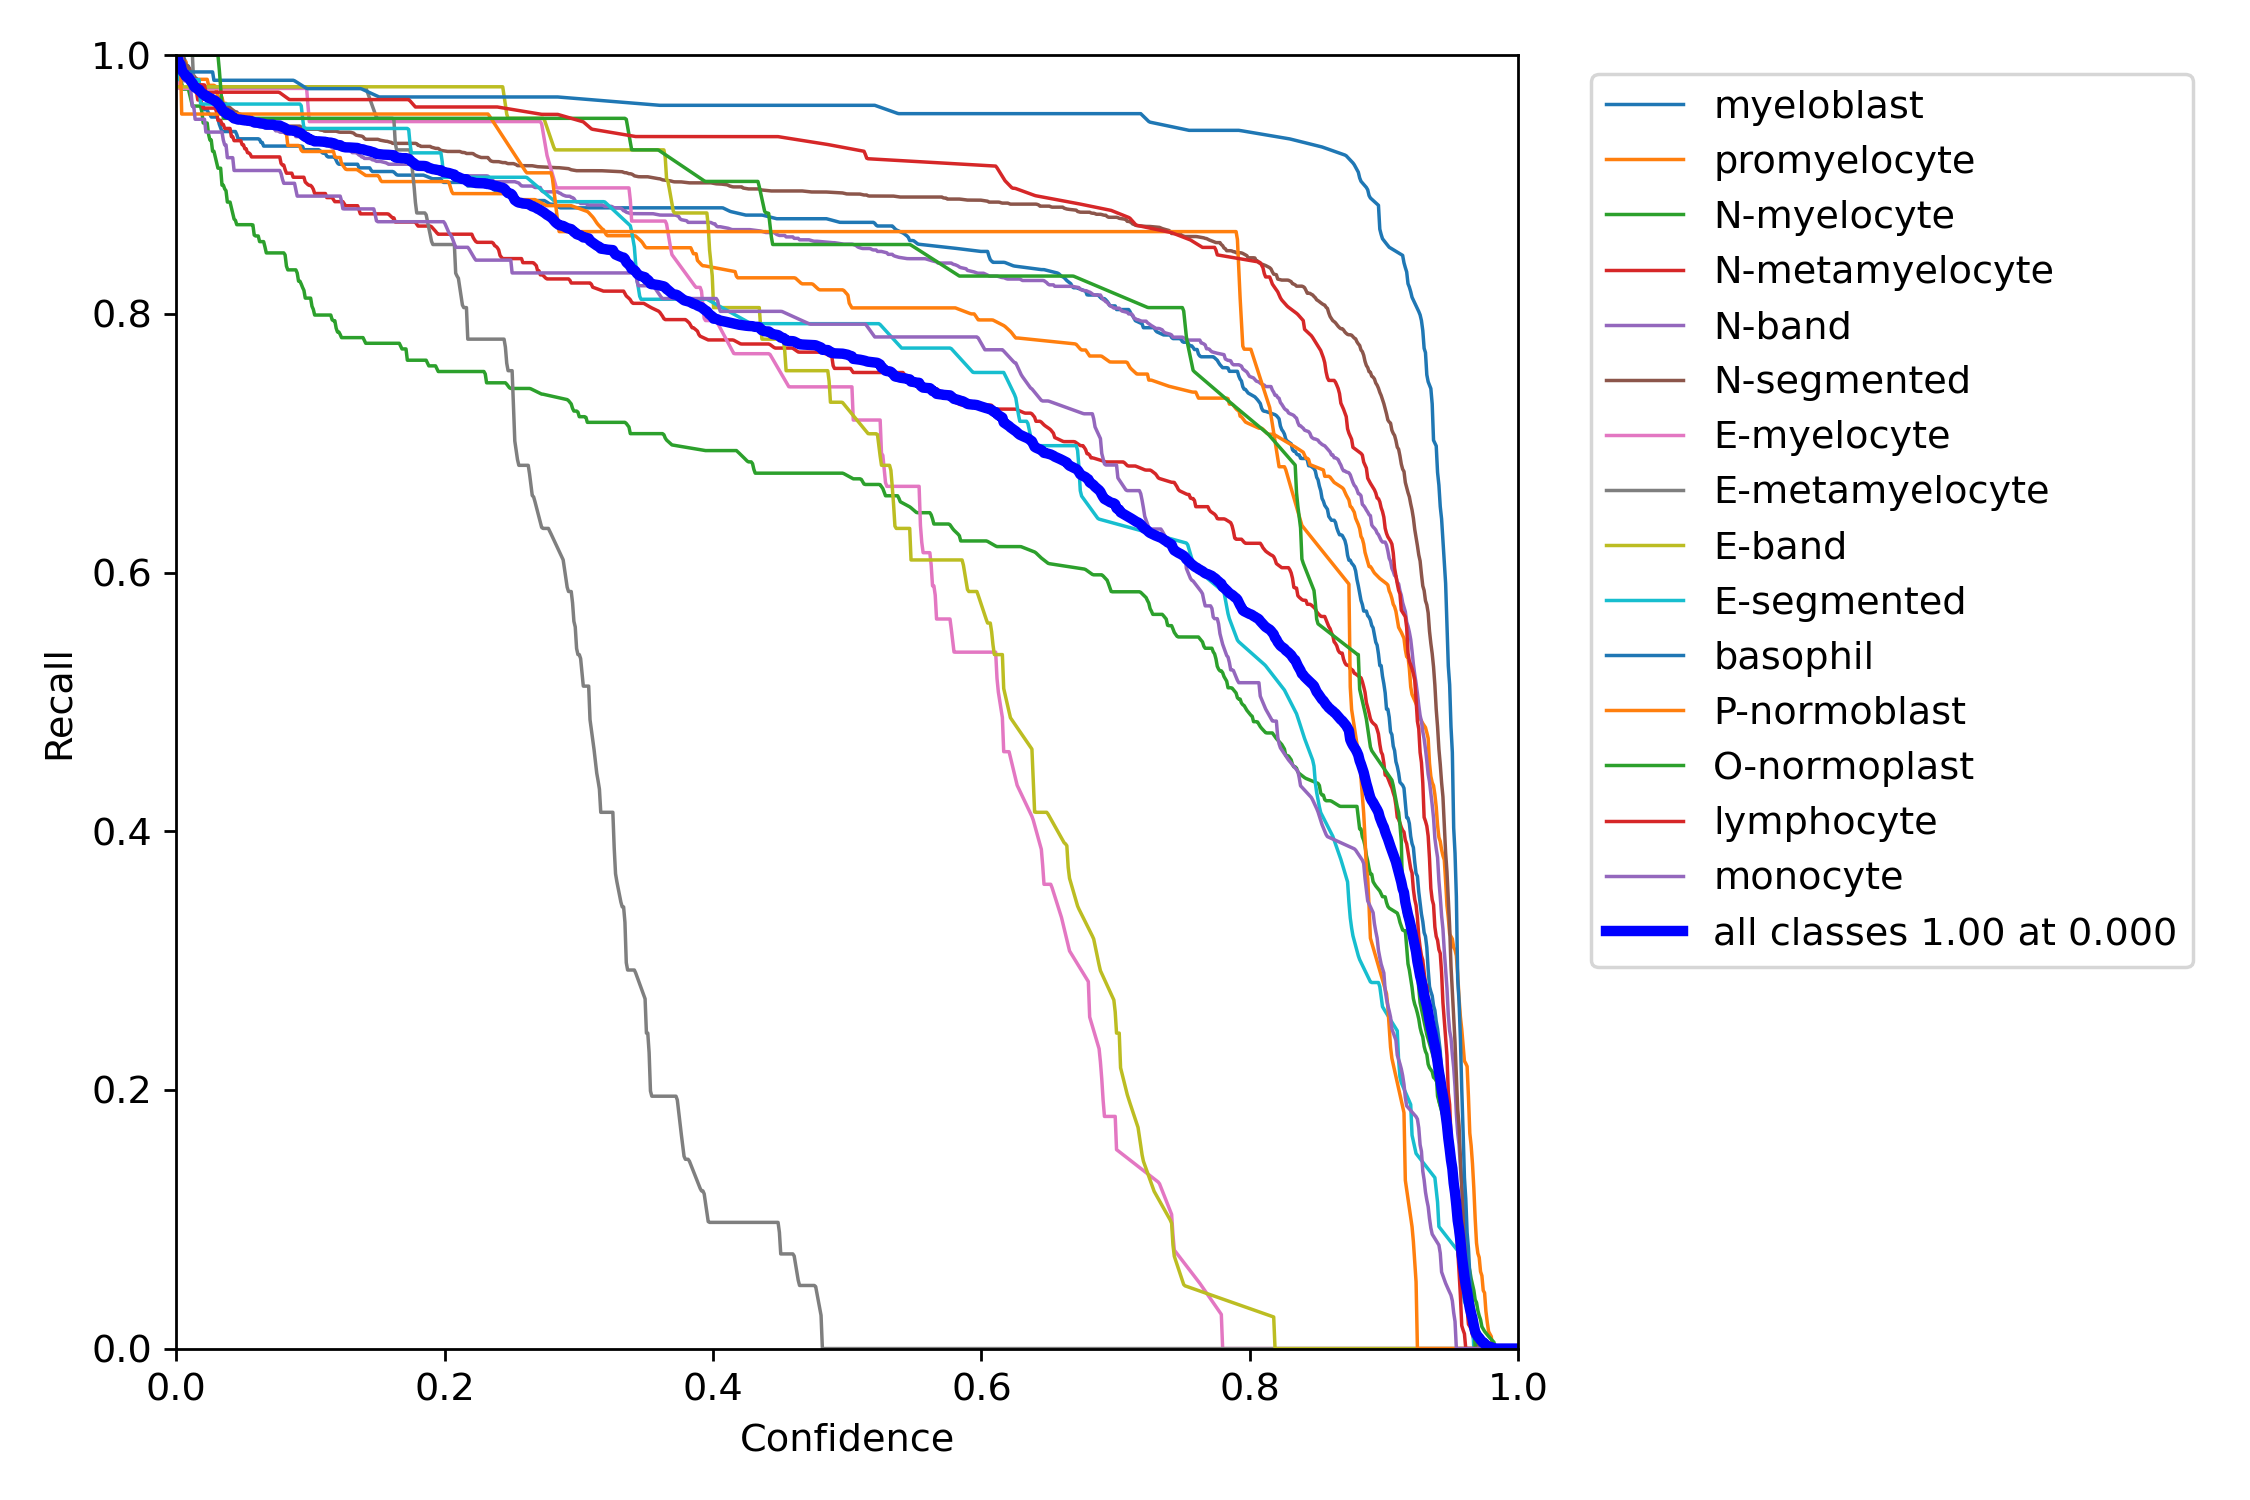 1.0
0.8
0.6
0.4
0.2
0.0
Recall
0.0 0.2 0.4 0.6 0.8 1.0
Confidence
myeloblast
promyelocyte
N-myelocyte
N-metamyelocyte
N-band
N-segmented
E-myelocyte
E-metamyelocyte
E-band
E-segmented
basophil
P-normoblast
O-normoplast
lymphocyte
monocyte
all classes 1.00 at 0.000